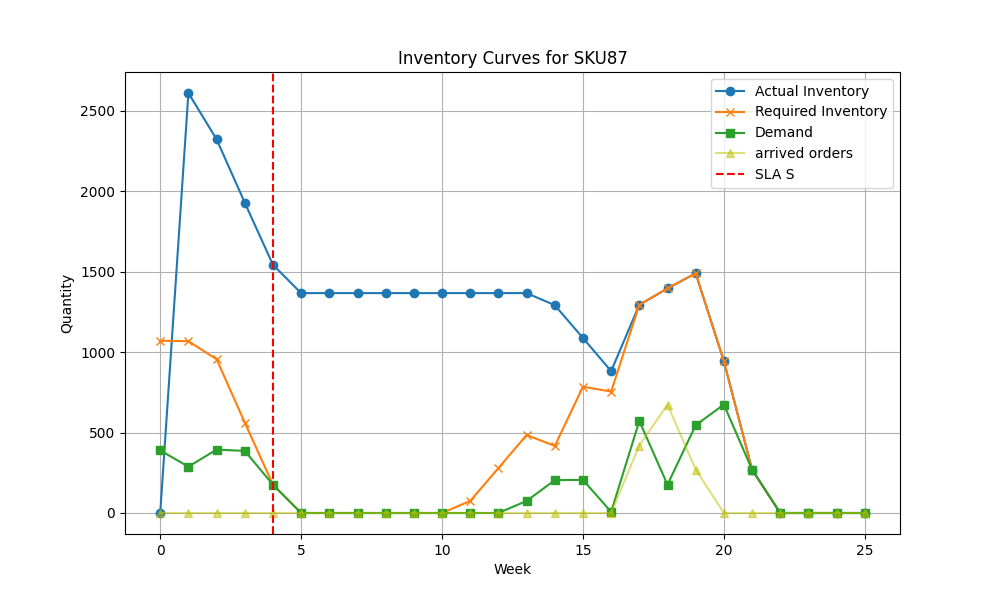 Inventory Curves for SKU87
Actual Inventory
Required Inventory
Demand
arrived orders
SLA S
Quantity
2500
2000
1500
1000
500
0
0 5 10 15 20 25
Week